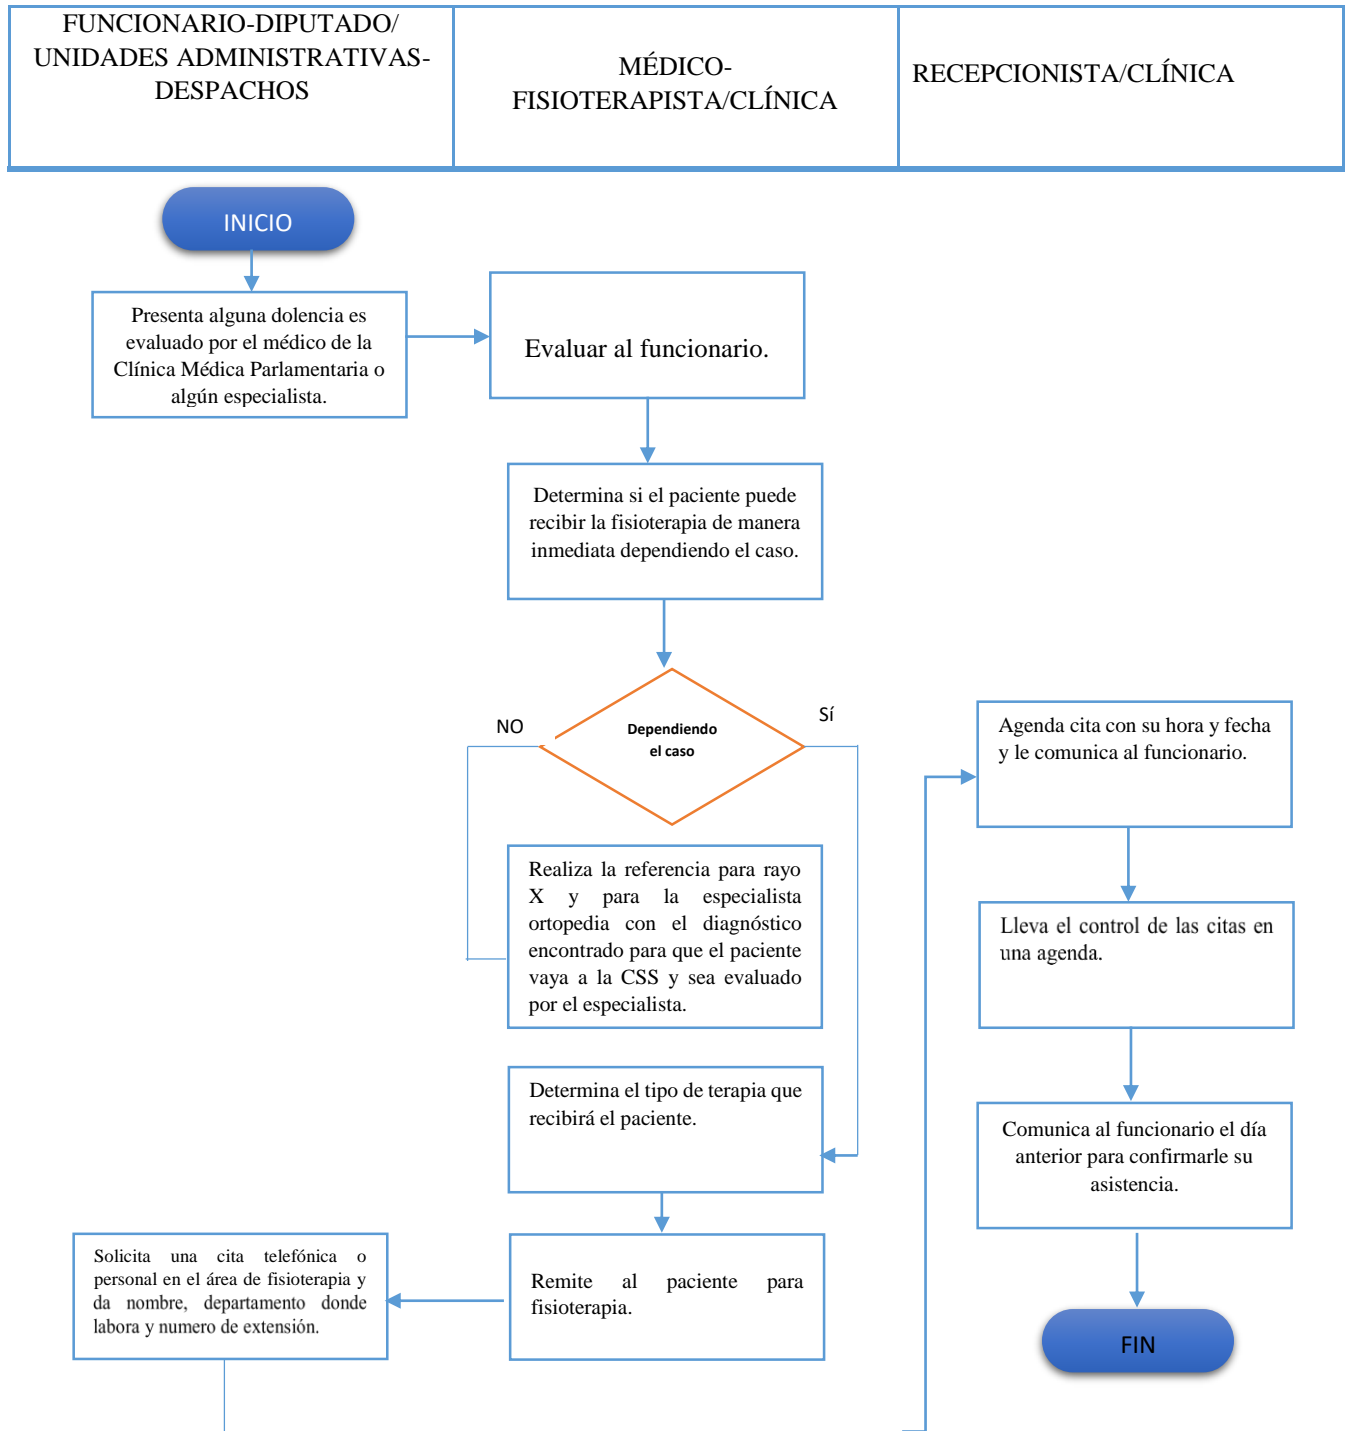 FUNCIONARIO-DIPUTADO/
UNIDADES ADMINISTRATIVAS-
DESPACHOS
MÉDICO-
FISIOTERAPISTA/CLÍNICA
RECEPCIONISTA/CLÍNICA
INICIO
Presenta alguna dolencia es
evaluado por el médico de la
Clínica Médica Parlamentaria o
algún especialista.
Evaluar al funcionario.
Determina si el paciente puede
recibir la fisioterapia de manera
inmediata dependiendo el caso.
NO
Dependiendo
el caso
Sí
Realiza la referencia para rayo
X y para la especialista
ortopedia con el diagnóstico
encontrado para que el paciente
vaya a la CSS y sea evaluado
por el especialista.
Determina el tipo de terapia que
recibirá el paciente.
Remite al paciente para
fisioterapia.
Solicita una cita telefónica o
personal en el área de fisioterapia y
da nombre, departamento donde
labora y numero de extensión.
Agenda cita con su hora y fecha
y le comunica al funcionario.
Lleva el control de las citas en
una agenda.
Comunica al funcionario el día
anterior para confirmarle su
asistencia.
FIN